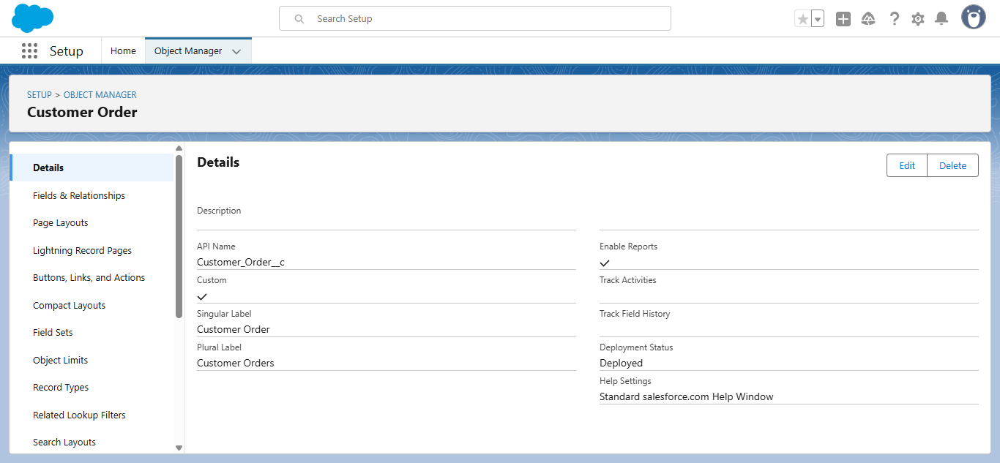 Search Setup
Setup
Home
Object Manager
SETUP > OBJECT MANAGER
Customer Order
Details
Fields & Relationships
Page Layouts
Lightning Record Pages
Buttons, Links, and Actions
Compact Layouts
Field Sets
Object Limits
Record Types
Related Lookup Filters
Search Layouts
Details
Edit
Delete
Description
API Name
Customer_Order__c
Custom
Singular Label
Customer Order
Plural Label
Customer Orders
Enable Reports
Track Activities
Track Field History
Deployment Status
Deployed
Help Settings
Standard salesforce.com Help Window